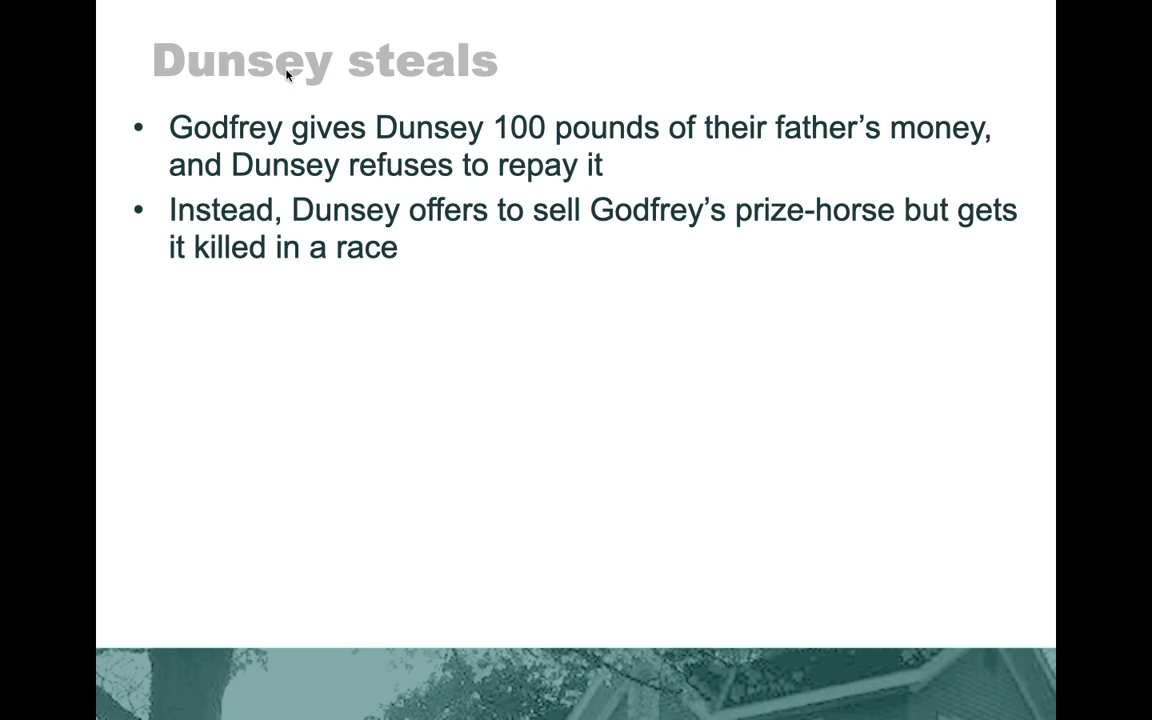 Dunsey steals
• Godfrey gives Dunsey 100 pounds of their father’s money,
and Dunsey refuses to repay it
• Instead, Dunsey offers to sell Godfrey’s prize-horse but gets
it killed in a race